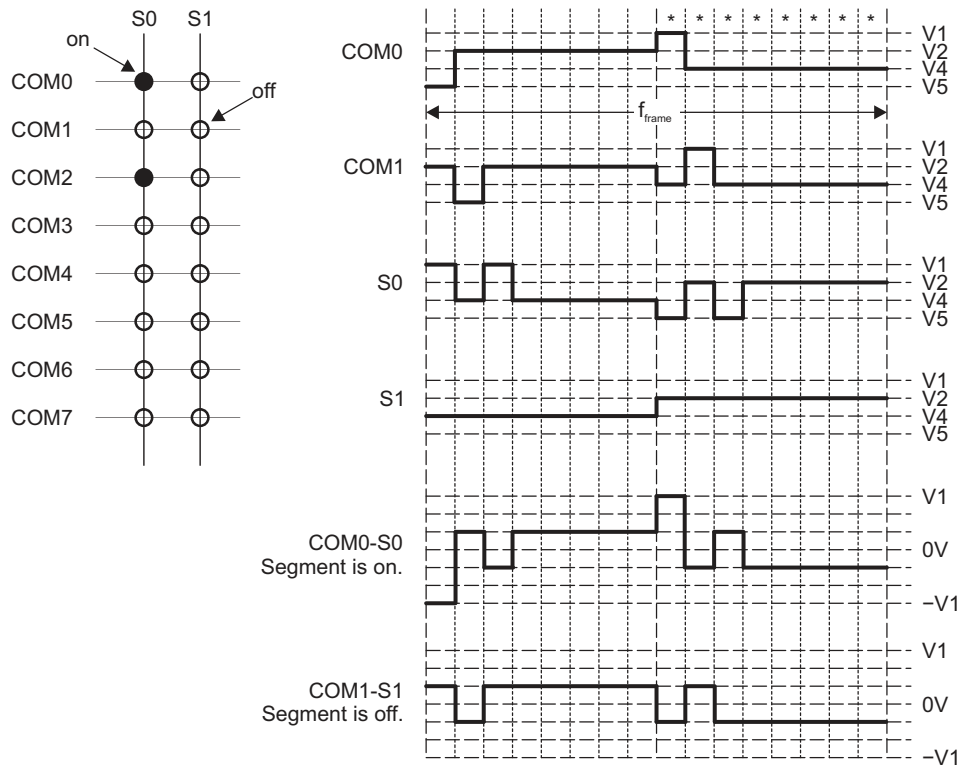 S0 S1
on
off
COM0
COM1
COM2
COM3
COM4
COM5
COM6
COM7
* * * * * * * *
COM0
V1
V2
V4
V5
fframe
COM1
V1
V2
V4
V5
S0
V1
V2
V4
V5
S1
V1
V2
V4
V5
COM0-S0
Segment is on.
V1
0V
−V1
COM1-S1
Segment is off.
V1
0V
−V1